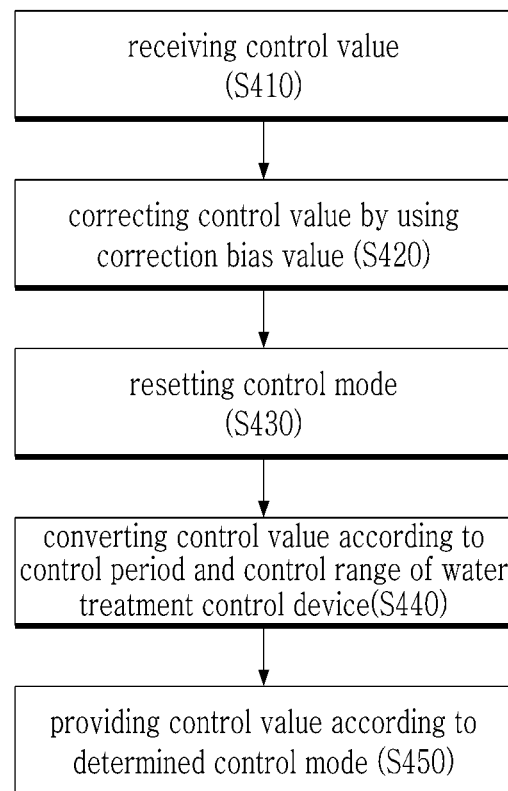 receiving control value
(S410)
correcting control value by using
correction bias value (S420)
resetting control mode
(S430)
converting control value according to
control period and control range of water
treatment control device(S440)
providing control value according to
determined control mode (S450)